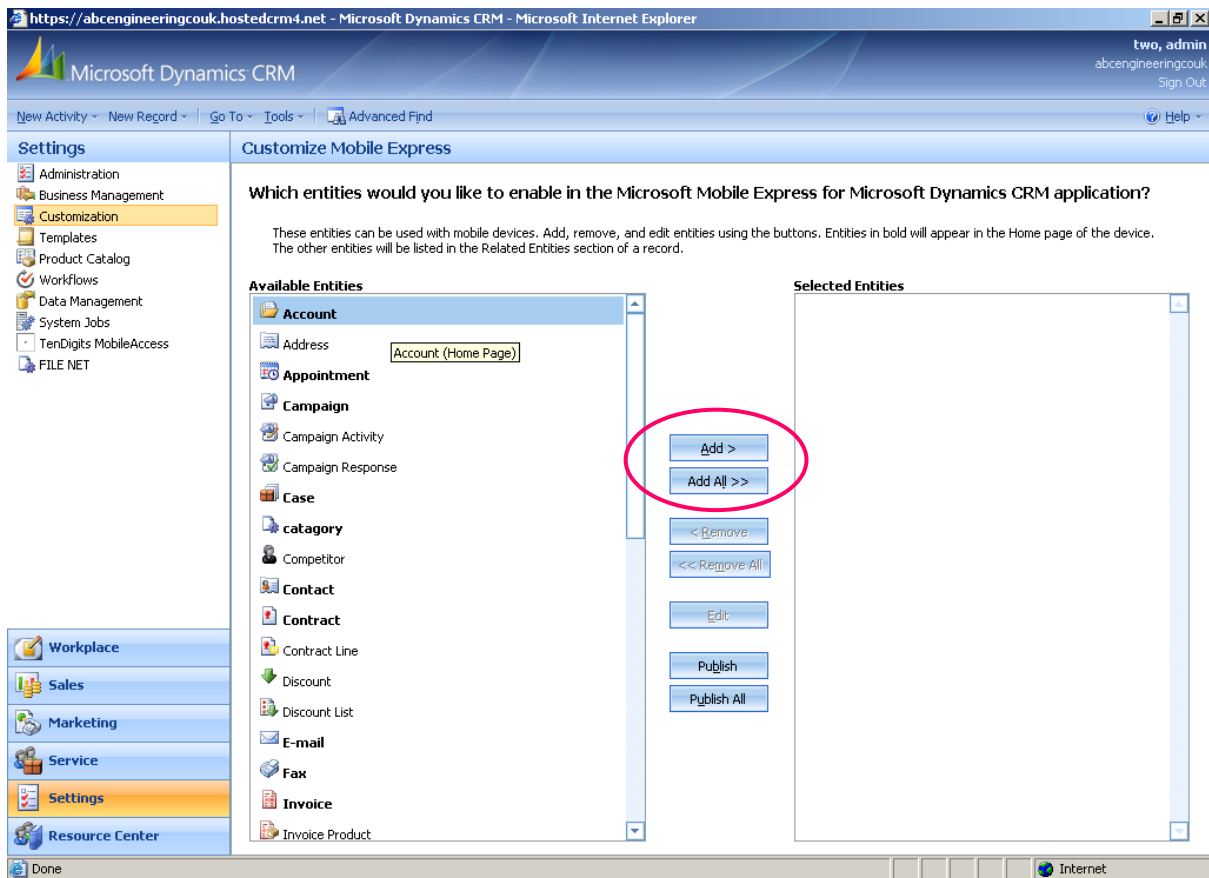 https://abcengineeringcouk.hostedcrm4.net - Microsoft Dynamics CRM - Microsoft Internet Explorer
Microsoft Dynamics CRM
two, admin
abcengineeringcouk
Sign Out
New Activity New Record Go To Tools Advanced Find Help
Settings
Administration
Business Management
Customization
Templates
Product Catalog
Workflows
Data Management
System Jobs
TenDigits MobileAccess
FILE NET
Workplace
Sales
Marketing
Service
Settings
Resource Center
Customize Mobile Express
Which entities would you like to enable in the Microsoft Mobile Express for Microsoft Dynamics CRM application?
These entities can be used with mobile devices. Add, remove, and edit entities using the buttons. Entities in bold will appear in the Home page of the device.
The other entities will be listed in the Related Entities section of a record.
Available Entities
Account
Address
Account (Home Page)
Appointment
Campaign
Campaign Activity
Campaign Response
Case
catagory
Competitor
Contact
Contract
Contract Line
Discount
Discount List
E-mail
Fax
Invoice
Invoice Product
Add >
Add All >>
< Remove
<< Remove All
Edit
Publish
Publish All
Selected Entities
Done
Internet